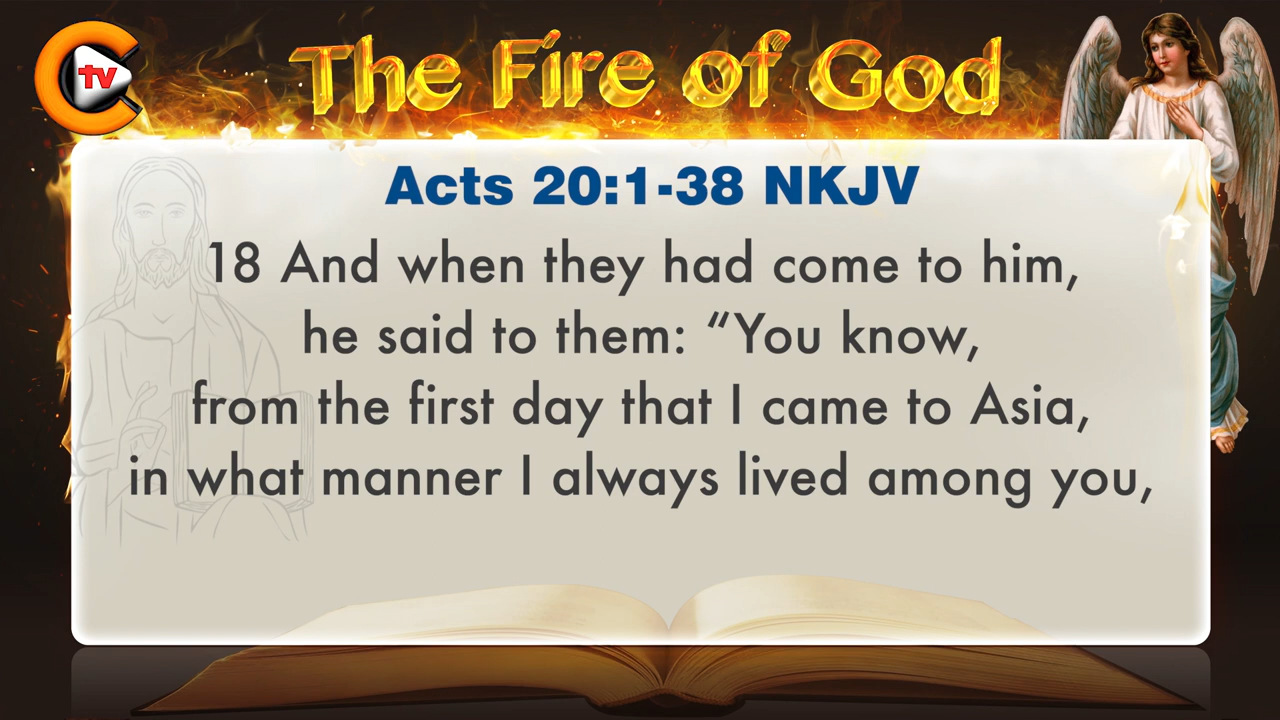 tv
The Fire of God
Acts 20:1-38 NKJV
18 And when they had come to him,
he said to them: “You know,
from the first day that I came to Asia,
in what manner I always lived among you,